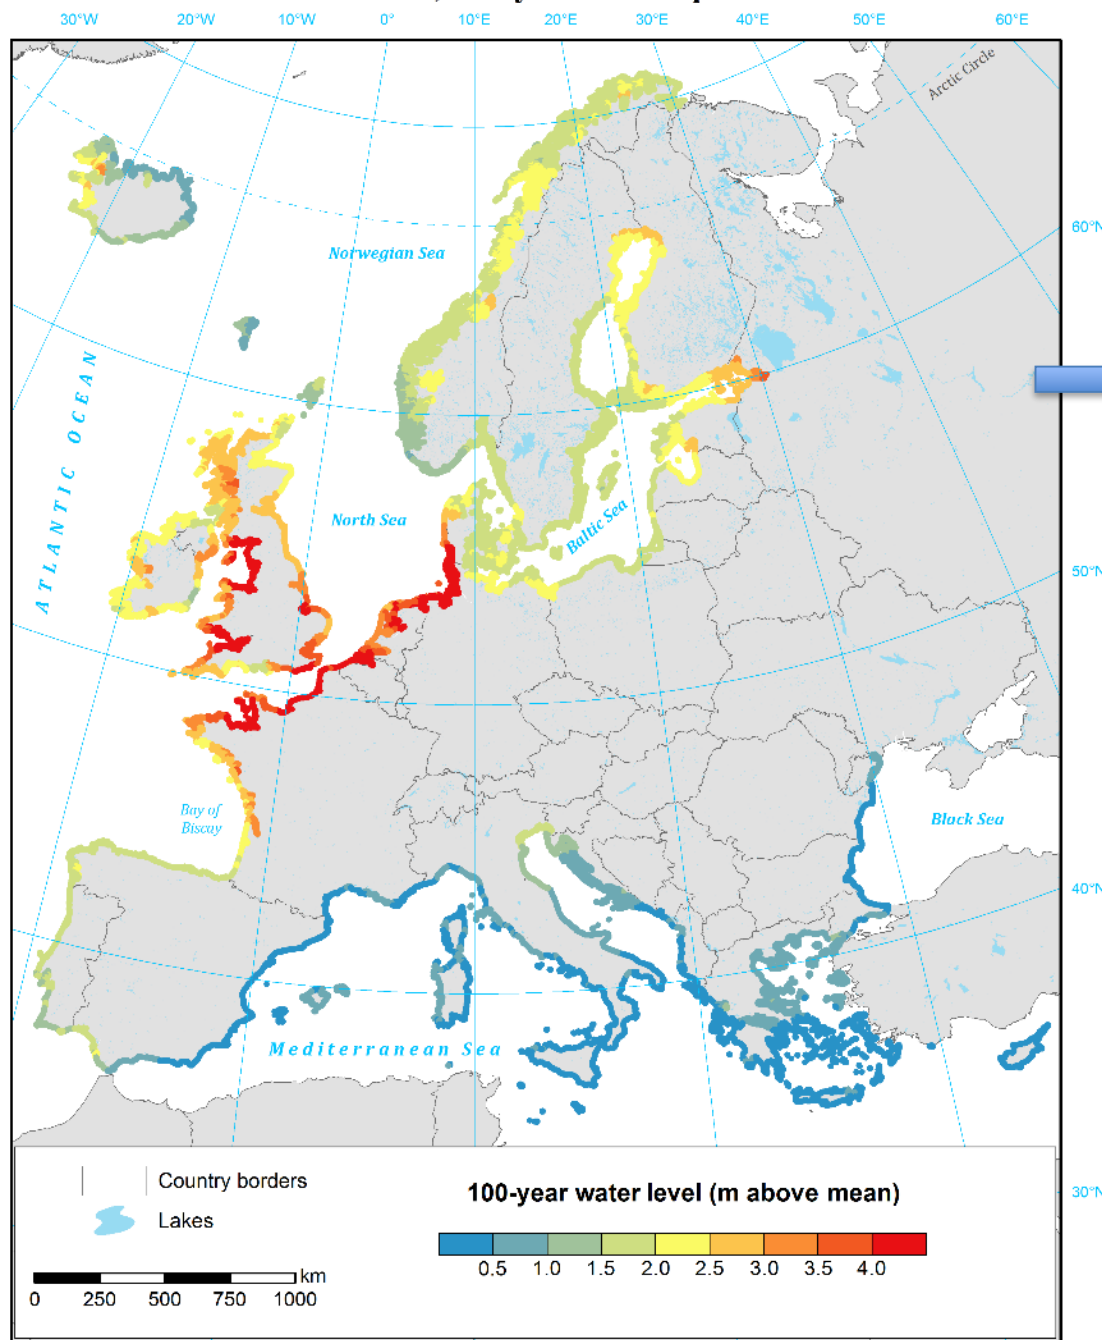 30°W 20°W 10°W 0° 10°E 20°E 30°E 40°E 50°E 60°E
Arctic Circle
60°N
Norwegian Sea
ATLANTIC OCEAN
North Sea
Baltic Sea
50°N
Bay of
Biscay
Black Sea
40°N
Mediterranean Sea
Country borders
Lakes
100-year water level (m above mean)
30°N
km
0 250 500 750 1000
0.5 1.0 1.5 2.0 2.5 3.0 3.5 4.0